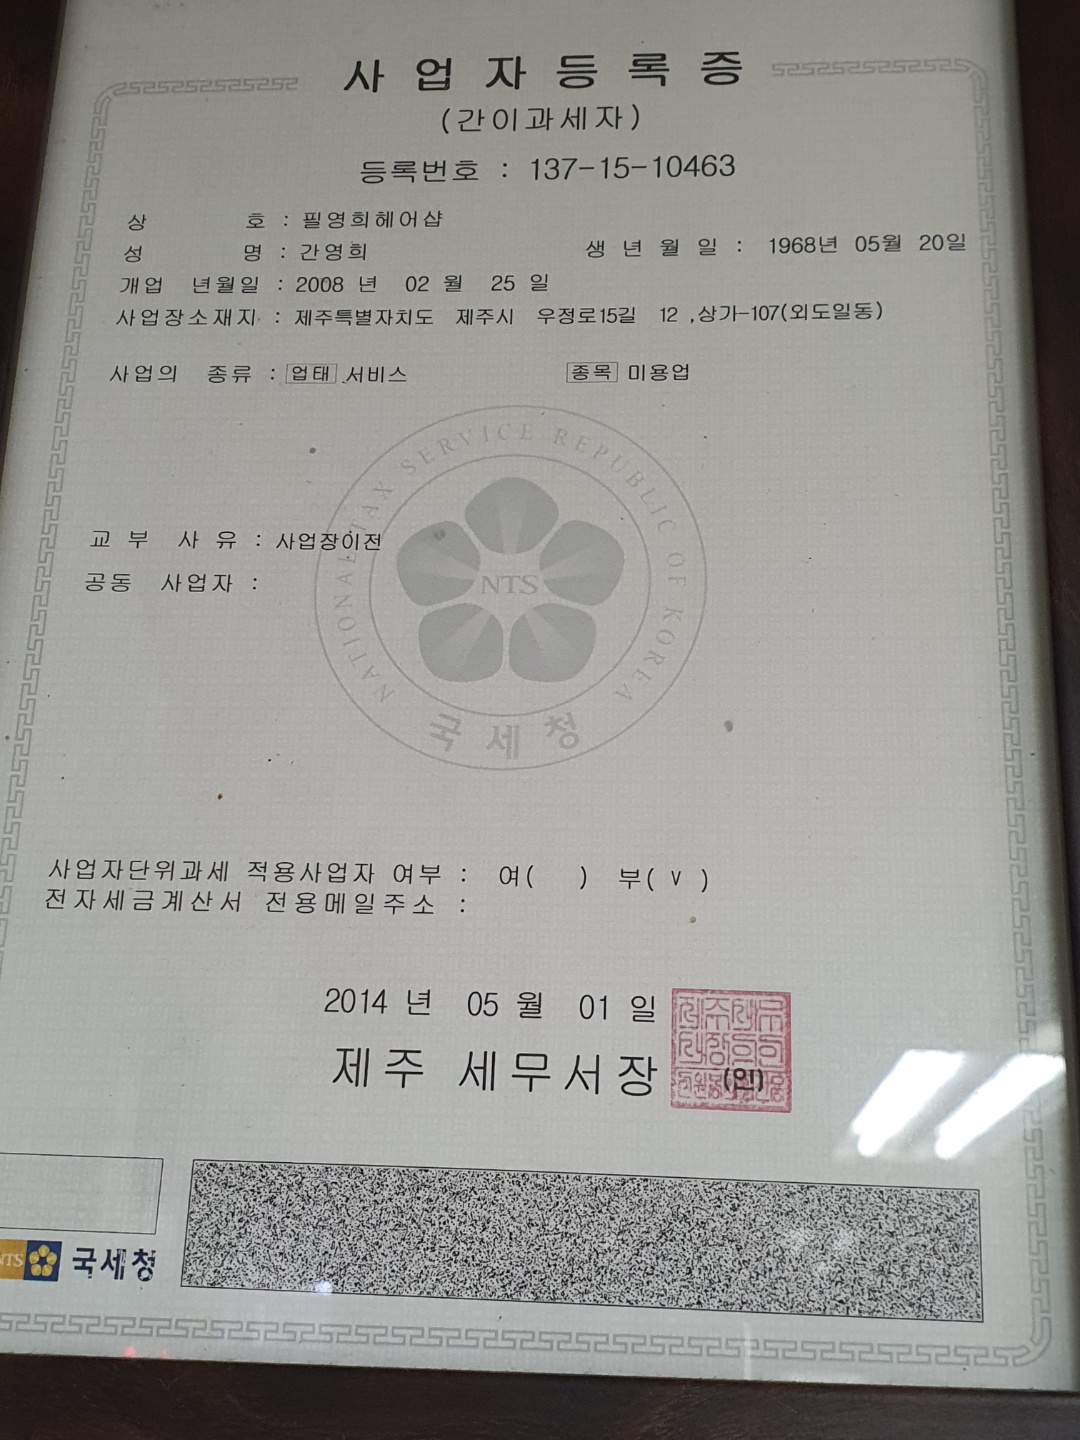 사업자등록증
(간이과세자)
등록번호 : 137-15-10463
상 호 : 필영희헤어샵
성 명 : 간영희 생 년 월 일 : 1968년 05월 20일
개업 년월일 : 2008 년 02 월 25 일
사업장소재지 : 제주특별자치도 제주시 우정로15길 12 ,상가-107(외도일동)
사업의 종류 : 업태 서비스 종목 미용업
NATIONAL TAX SERVICE REPUBLIC OF KOREA
NTS
국세청
교 부 사 유 : 사업장이전
공동 사업자 :
사업자단위과세 적용사업자 여부 : 여( ) 부( v )
전자세금계산서 전용메일주소 :
2014 년 05 월 01 일
제주 세무서장
(인)
NTS 국세청